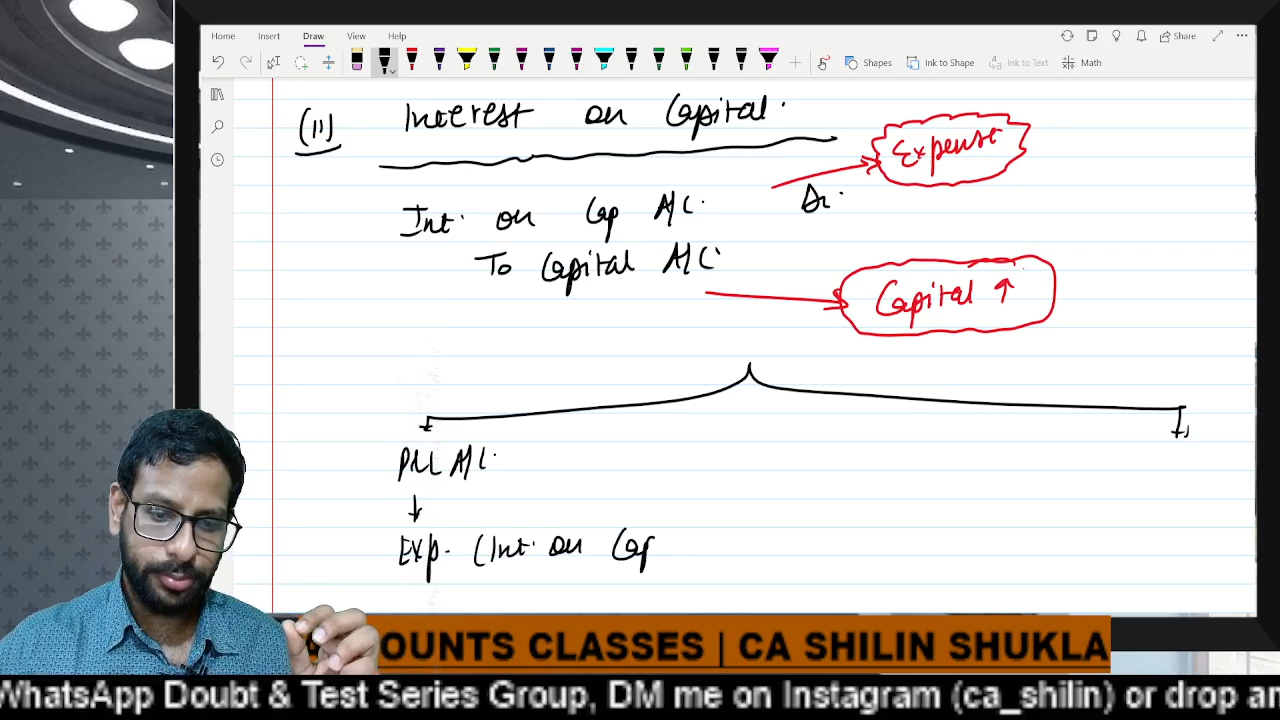 Home Insert Draw View Help
Share
Shapes Ink to Shape Ink to Text Math
(11) Interest on Capital.
Expense
Int. on Cap A/C. Dr.
To Capital A/C
Capital ↑
P&L A/C.
Exp. (Int. on Cap
OUNTS CLASSES | CA SHILIN SHUKLA
WhatsApp Doubt & Test Series Group, DM me on Instagram (ca_shilin) or drop an